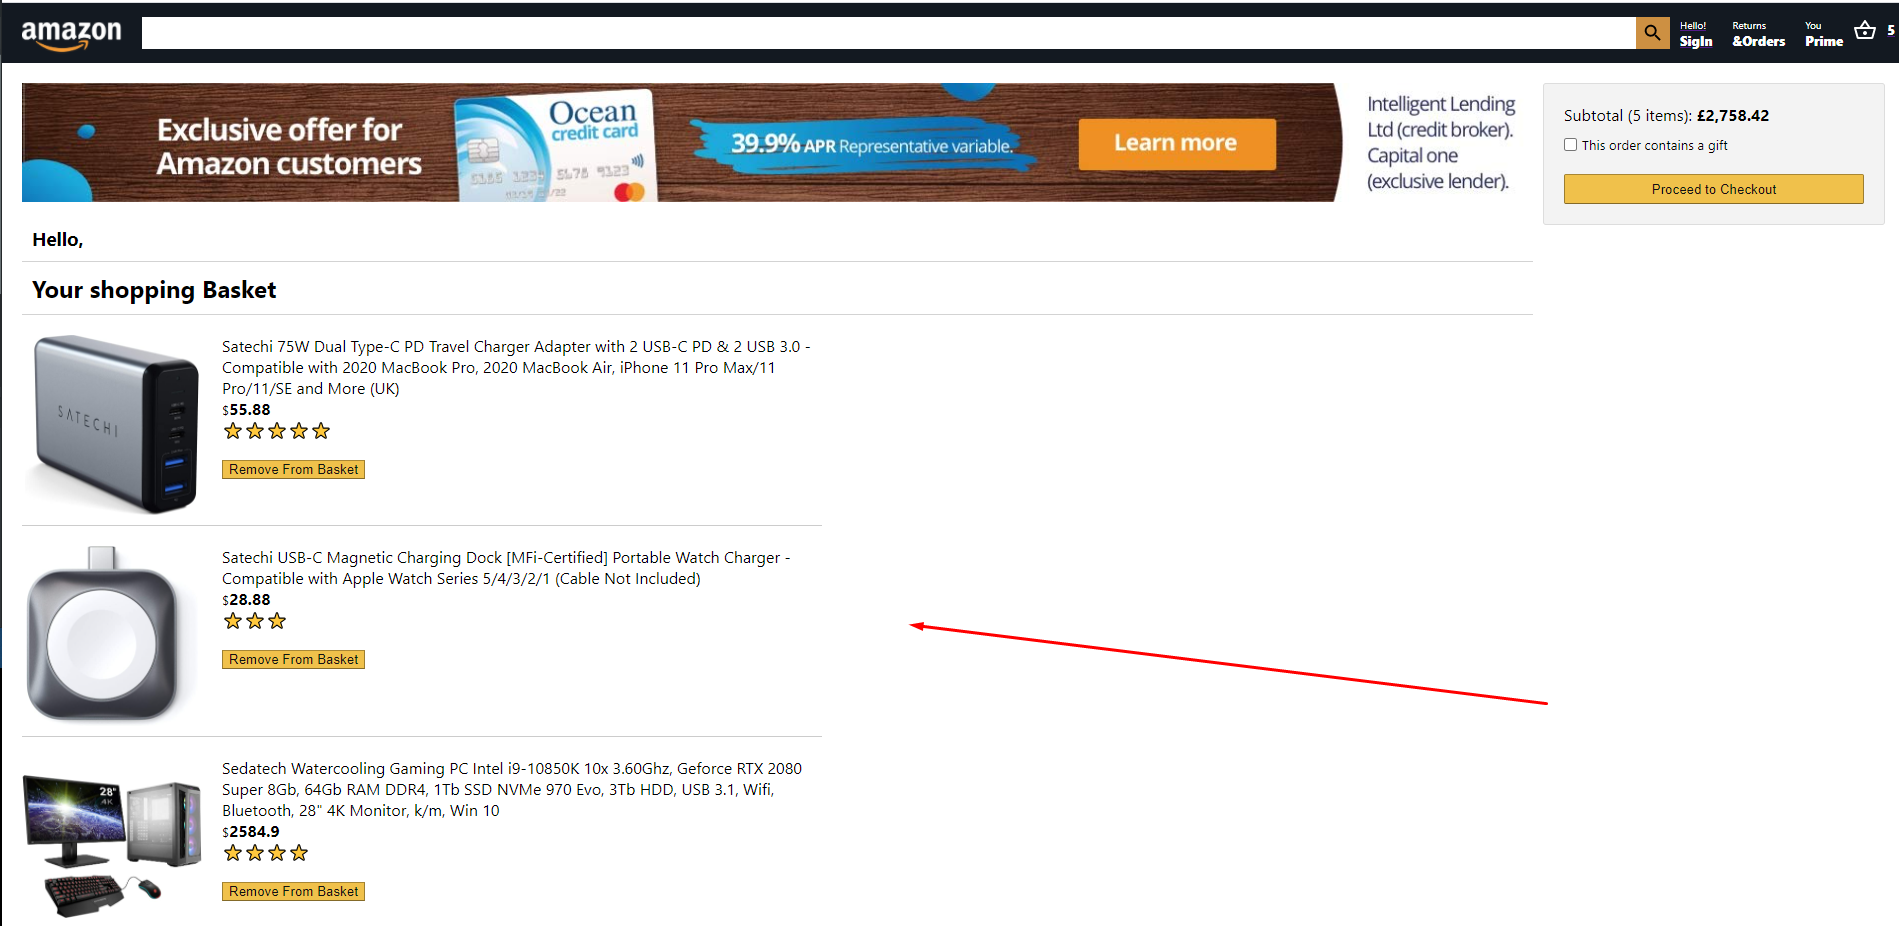 amazon
Hello!
SigIn
Returns
&Orders
You
Prime
5
Exclusive offer for
Amazon customers
Ocean
credit card
39.9% APR Representative variable.
Learn more
Intelligent Lending
Ltd (credit broker).
Capital one
(exclusive lender).
Subtotal (5 items): £2,758.42
This order contains a gift
Proceed to Checkout
Hello,
Your shopping Basket
SATECHI
Satechi 75W Dual Type-C PD Travel Charger Adapter with 2 USB-C PD & 2 USB 3.0 -
Compatible with 2020 MacBook Pro, 2020 MacBook Air, iPhone 11 Pro Max/11
Pro/11/SE and More (UK)
$55.88
Remove From Basket
Satechi USB-C Magnetic Charging Dock [MFi-Certified] Portable Watch Charger -
Compatible with Apple Watch Series 5/4/3/2/1 (Cable Not Included)
$28.88
Remove From Basket
28"
4K
Sedatech Watercooling Gaming PC Intel i9-10850K 10x 3.60Ghz, Geforce RTX 2080
Super 8Gb, 64Gb RAM DDR4, 1Tb SSD NVMe 970 Evo, 3Tb HDD, USB 3.1, Wifi,
Bluetooth, 28" 4K Monitor, k/m, Win 10
$2584.9
Remove From Basket